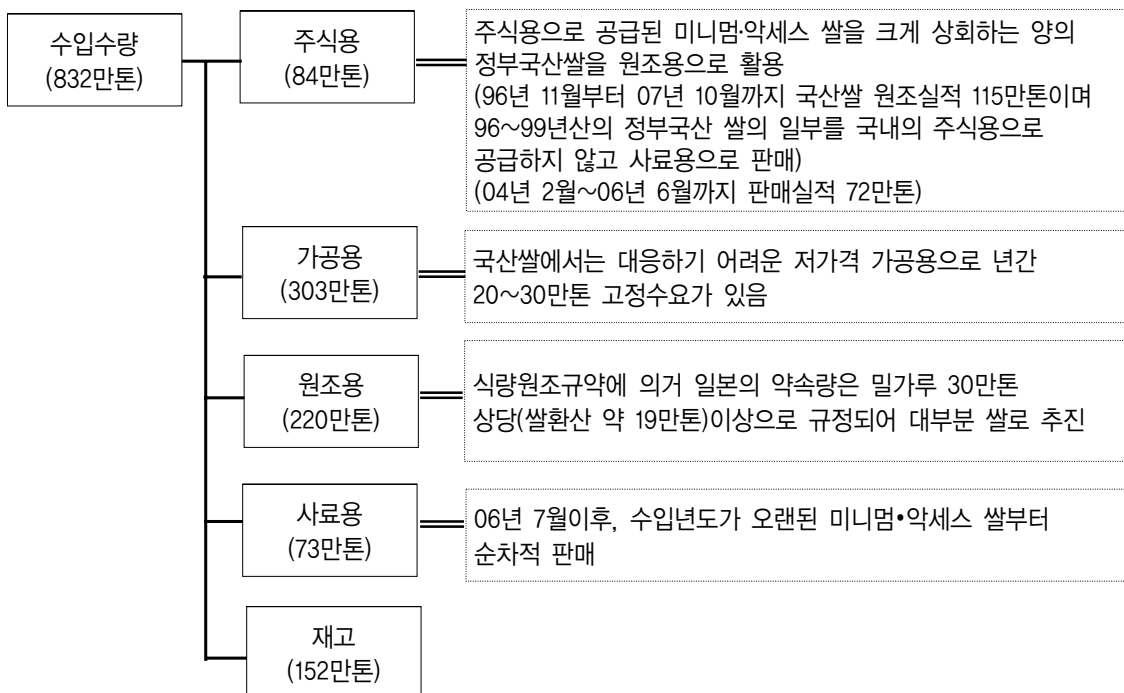 수입수량
(832만톤)
주식용
(84만톤)
주식용으로 공급된 미니멈·악세스 쌀을 크게 상회하는 양의
정부국산쌀을 원조용으로 활용
(96년 11월부터 07년 10월까지 국산쌀 원조실적 115만톤이며
96~99년산의 정부국산 쌀의 일부를 국내의 주식용으로
공급하지 않고 사료용으로 판매)
(04년 2월~06년 6월까지 판매실적 72만톤)
가공용
(303만톤)
국산쌀에서는 대응하기 어려운 저가격 가공용으로 년간
20~30만톤 고정수요가 있음
원조용
(220만톤)
식량원조규약에 의거 일본의 약속량은 밀가루 30만톤
상당(쌀환산 약 19만톤)이상으로 규정되어 대부분 쌀로 추진
사료용
(73만톤)
06년 7월이후, 수입년도가 오랜된 미니멈•악세스 쌀부터
순차적 판매
재고
(152만톤)